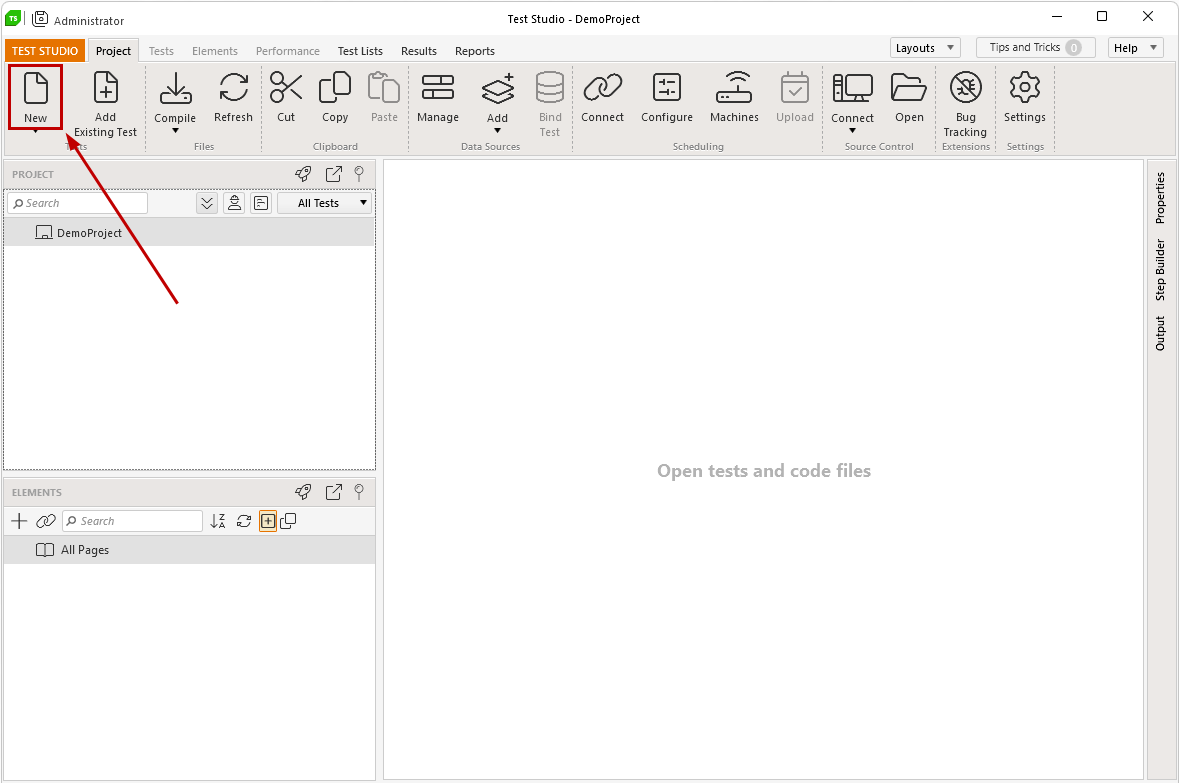 TS
Administrator
Test Studio - DemoProject
TEST STUDIO Project Tests Elements Performance Test Lists Results Reports
Layouts Tips and Tricks 0 Help
New
Add
Existing Test
Compile
Refresh
Cut
Copy
Paste
Manage
Add
Bind
Test
Connect
Configure
Machines
Upload
Connect
Open
Bug
Tracking
Settings
Files
Clipboard
Data Sources
Scheduling
Source Control
Extensions
Settings
PROJECT
Search
All Tests
DemoProject
ELEMENTS
Search
Z
A
All Pages
Open tests and code files
Properties
Step Builder
Output